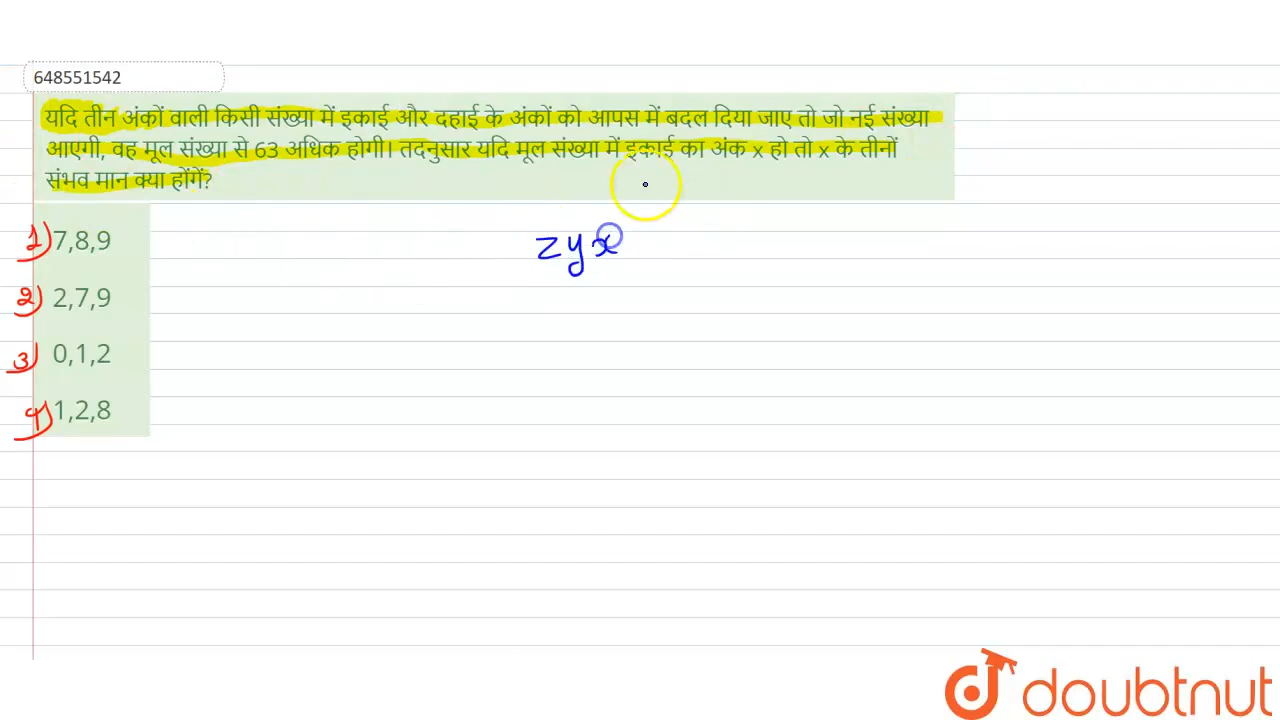 648551542
यदि तीन अंकों वाली किसी संख्या में इकाई और दहाई के अंकों को आपस में बदल दिया जाए तो जो नई संख्या
आएगी, वह मूल संख्या से 63 अधिक होगी। तदनुसार यदि मूल संख्या में इकाई का अंक x हो तो x के तीनों
संभव मान क्या होंगें?
1) 7,8,9
zyx
2) 2,7,9
3) 0,1,2
4) 1,2,8
doubtnut